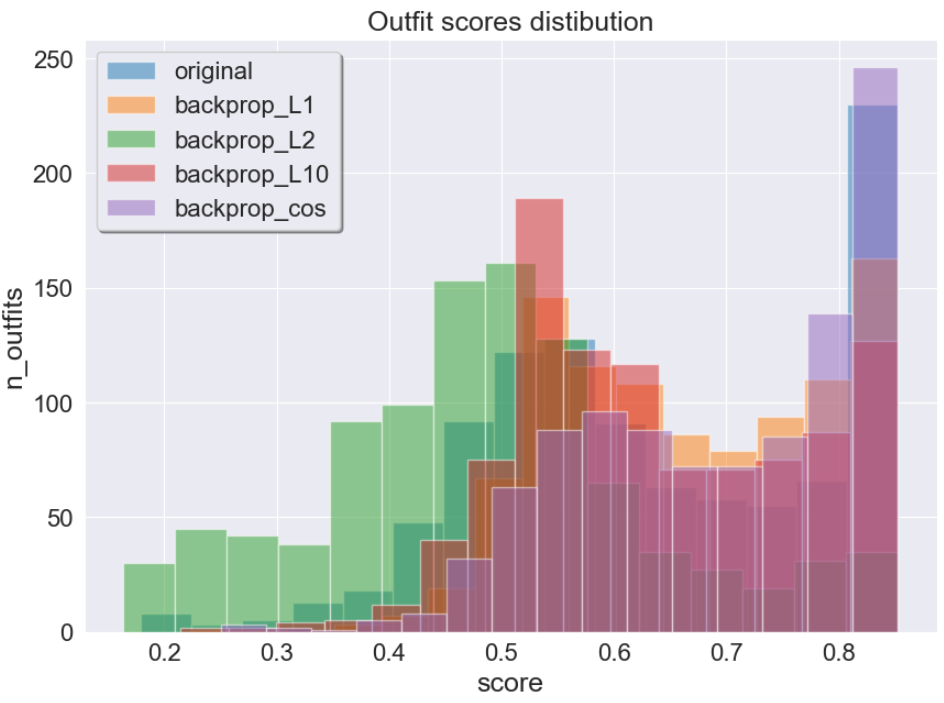 Outfit scores distibution
original
backprop_L1
backprop_L2
backprop_L10
backprop_cos
250
200
150
100
50
0
n_outfits
0.2 0.3 0.4 0.5 0.6 0.7 0.8
score